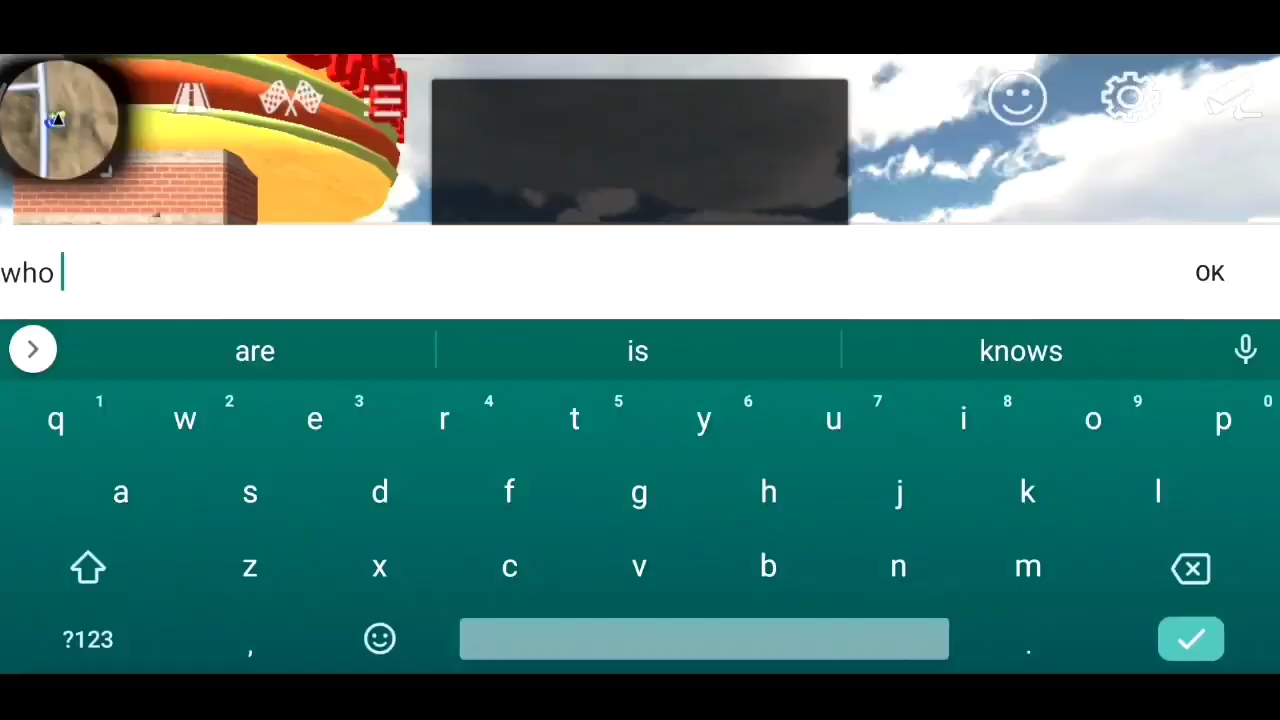 who
OK
are is knows
1 2 3 4 5 6 7 8 9 0
q w e r t y u i o p
a s d f g h j k l
z x c v b n m
?123 , .